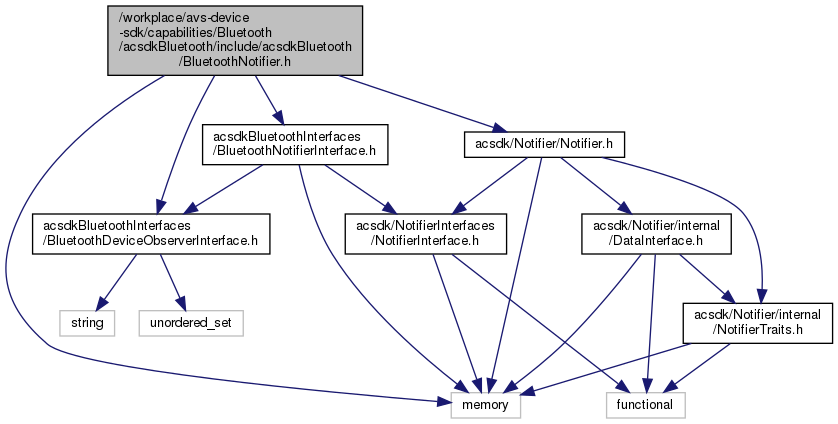 /workplace/avs-device
-sdk/capabilities/Bluetooth
/acsdkBluetooth/include/acsdkBluetooth
/BluetoothNotifier.h
acsdkBluetoothInterfaces
/BluetoothNotifierInterface.h
acsdk/Notifier/Notifier.h
acsdkBluetoothInterfaces
/BluetoothDeviceObserverInterface.h
acsdk/NotifierInterfaces
/NotifierInterface.h
acsdk/Notifier/internal
/DataInterface.h
string
unordered_set
acsdk/Notifier/internal
/NotifierTraits.h
memory
functional